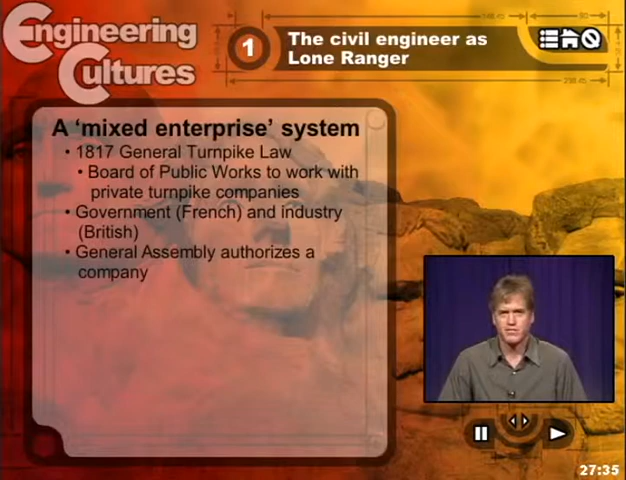 Engineering
Cultures
1
The civil engineer as
Lone Ranger
A ‘mixed enterprise’ system
• 1817 General Turnpike Law
• Board of Public Works to work with
private turnpike companies
• Government (French) and industry
(British)
• General Assembly authorizes a
company
27:35